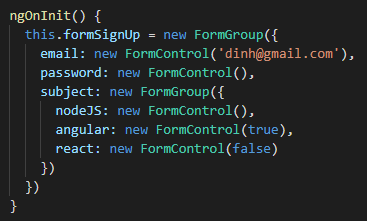 ngOnInit() {
  this.formSignUp = new FormGroup({
    email: new FormControl('dinh@gmail.com'),
    password: new FormControl(),
    subject: new FormGroup({
      nodeJS: new FormControl(),
      angular: new FormControl(true),
      react: new FormControl(false)
    })
  })
}